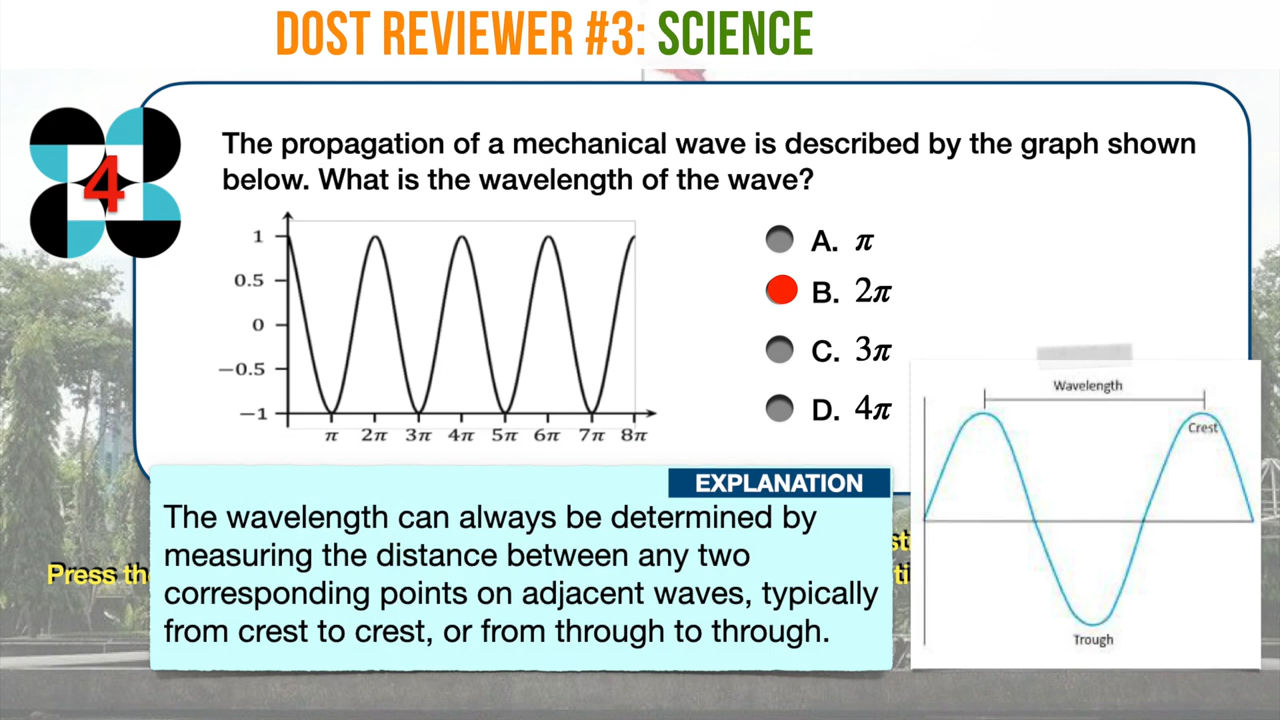 DOST REVIEWER #3: SCIENCE
4
The propagation of a mechanical wave is described by the graph shown
below. What is the wavelength of the wave?
1
0.5
0
−0.5
−1
π 2π 3π 4π 5π 6π 7π 8π
A. π
B. 2π
C. 3π
D. 4π
Wavelength
Crest
Trough
EXPLANATION
The wavelength can always be determined by
measuring the distance between any two
corresponding points on adjacent waves, typically
from crest to crest, or from through to through.
Press